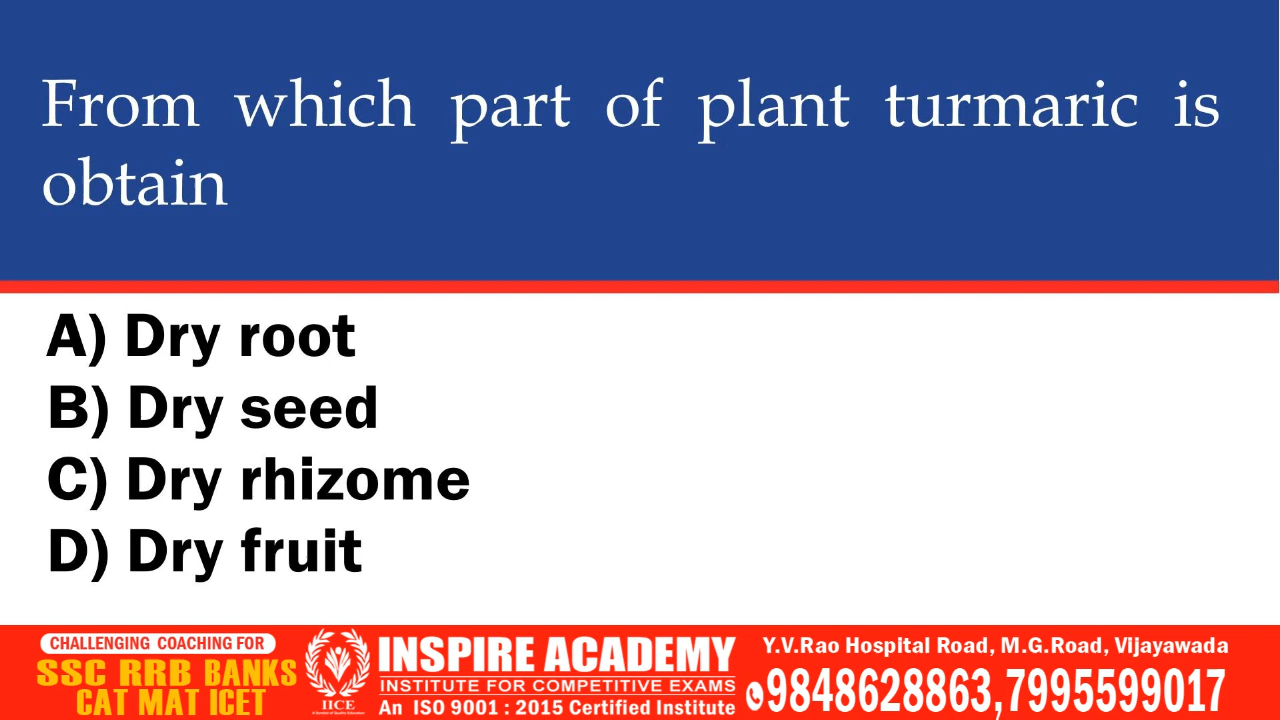 From which part of plant turmaric is
obtain
A) Dry root
B) Dry seed
C) Dry rhizome
D) Dry fruit
CHALLENGING COACHING FOR
SSC RRB BANKS
CAT MAT ICET
IICE
INSPIRE ACADEMY
INSTITUTE FOR COMPETITIVE EXAMS
An ISO 9001 : 2015 Certified Institute
Y.V.Rao Hospital Road, M.G.Road, Vijayawada
9848628863,7995599017